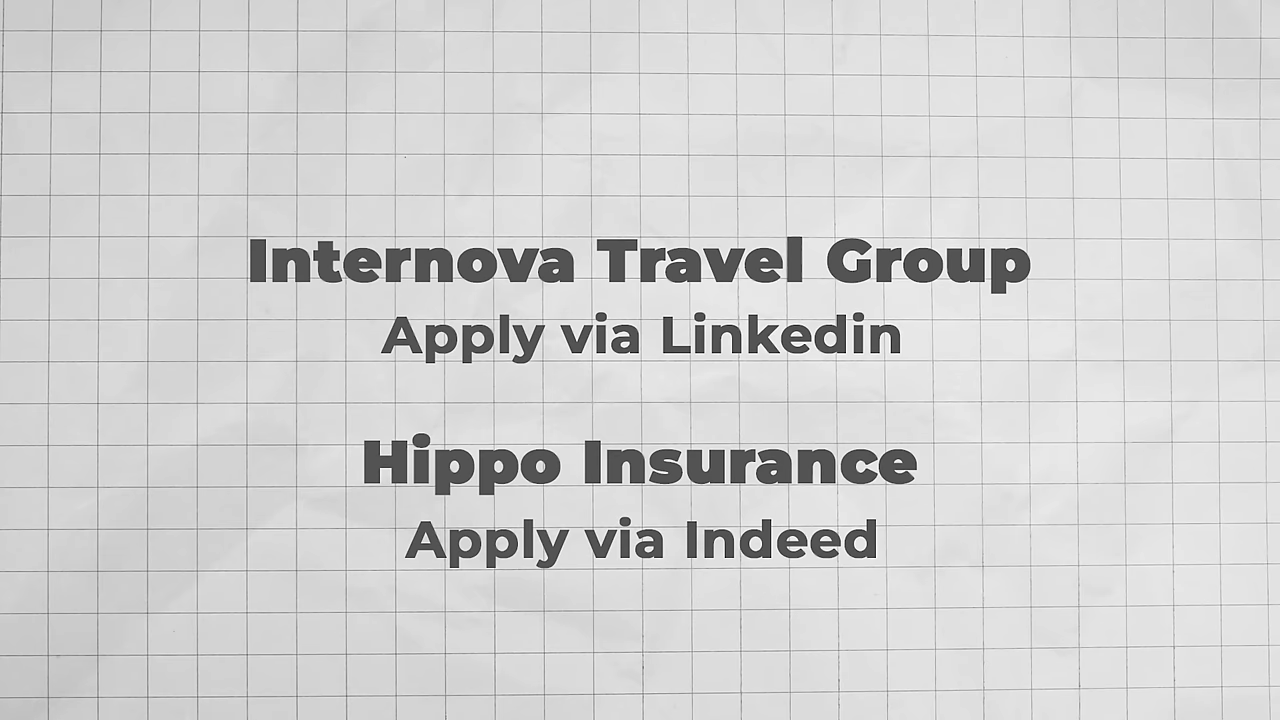 Internova Travel Group
Apply via Linkedin
Hippo Insurance
Apply via Indeed